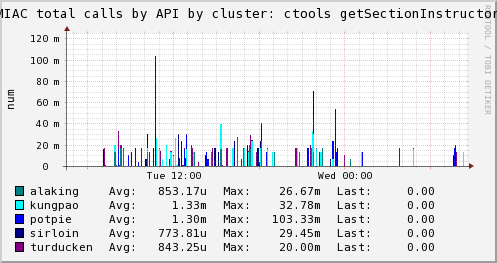 MIAC total calls by API by cluster: ctools getSectionInstructor
RRDTOOL / TOBI OETIKER
num
120 m
100 m
80 m
60 m
40 m
20 m
0
Tue 12:00 Wed 00:00
alaking Avg: 853.17u Max: 26.67m Last: 0.00
kungpao Avg: 1.33m Max: 32.78m Last: 0.00
potpie Avg: 1.30m Max: 103.33m Last: 0.00
sirloin Avg: 773.81u Max: 29.45m Last: 0.00
turducken Avg: 843.25u Max: 20.00m Last: 0.00